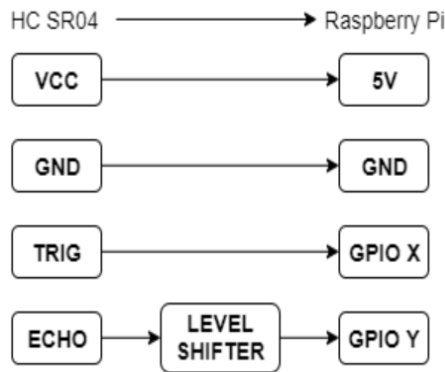 HC SR04 Raspberry Pi
VCC 5V
GND GND
TRIG GPIO X
ECHO LEVEL SHIFTER GPIO Y